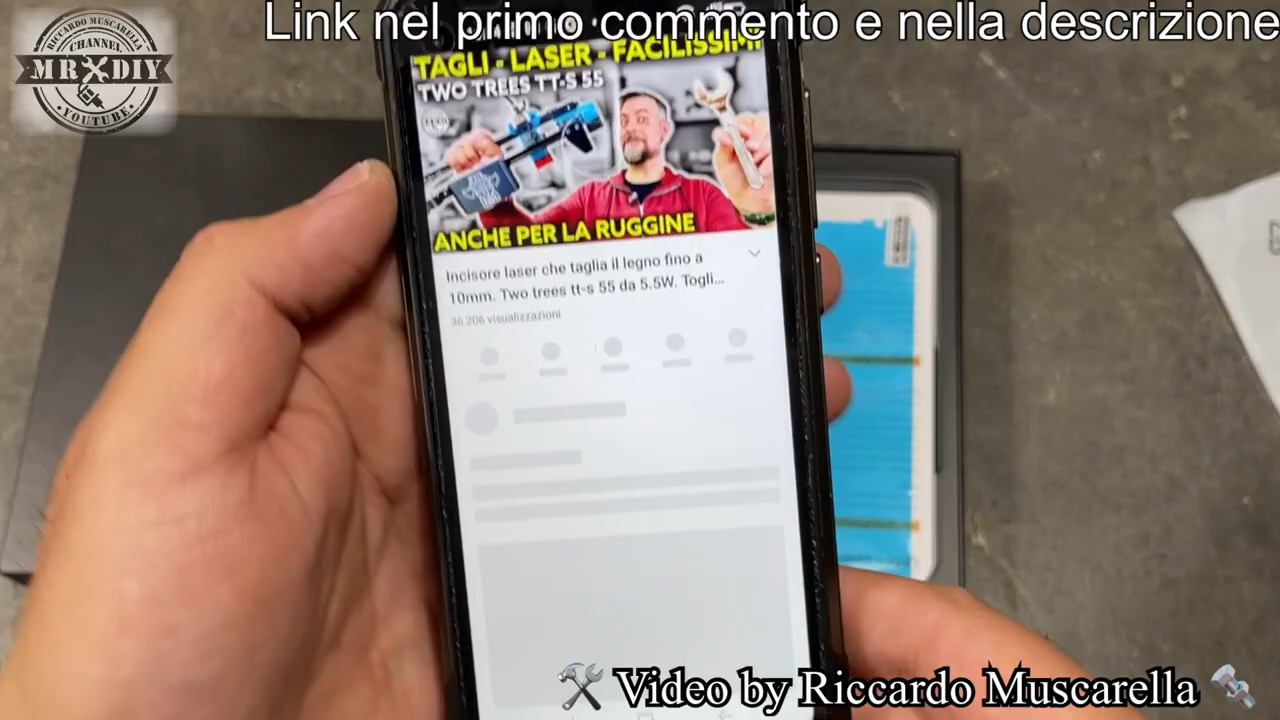 Link nel primo commento e nella descrizione
RICCARDO MUSCARELLA
CHANNEL
MR DIY
YOUTUBE
TAGLI - LASER - FACILISSIMI
TWO TREES TT-S 55
ANCHE PER LA RUGGINE
Incisore laser che taglia il legno fino a
10mm. Two trees tt-s 55 da 5.5W. Togli...
36.206 visualizzazioni
Video by Riccardo Muscarella